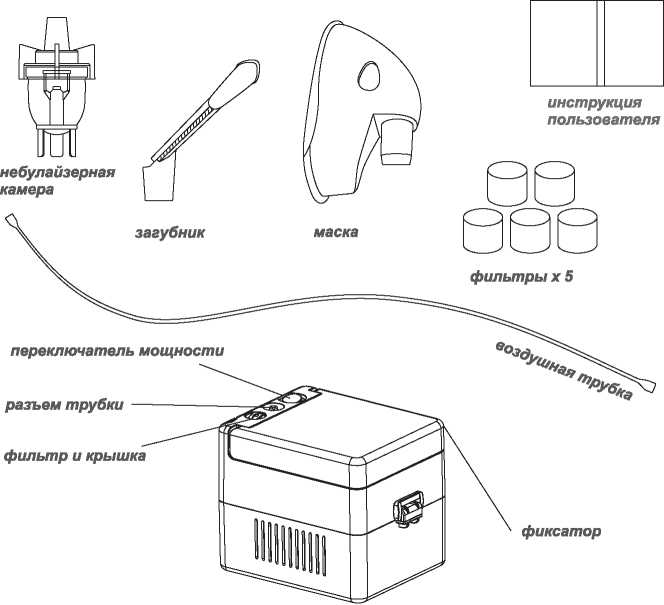 инструкция
пользователя
небулайзерная
камера
загубник
маска
фильтры х 5
воздушная трубка
переключатель мощности
разъем трубки
фильтр и крышка
фиксатор